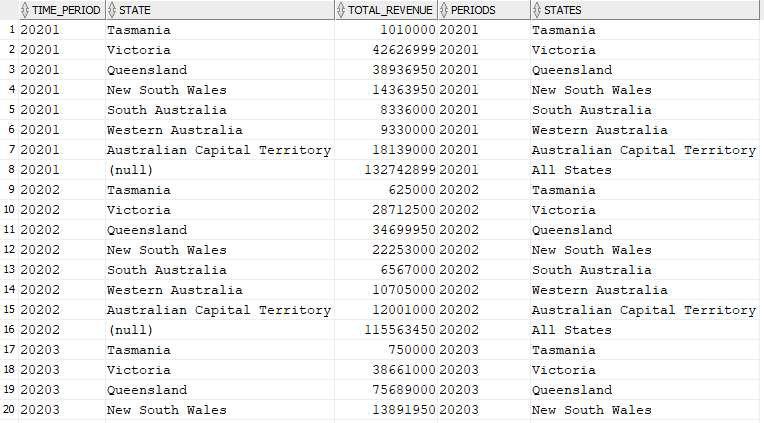 TIME_PERIOD STATE TOTAL_REVENUE PERIODS STATES
1 20201 Tasmania 1010000 20201 Tasmania
2 20201 Victoria 42626999 20201 Victoria
3 20201 Queensland 38936950 20201 Queensland
4 20201 New South Wales 14363950 20201 New South Wales
5 20201 South Australia 8336000 20201 South Australia
6 20201 Western Australia 9330000 20201 Western Australia
7 20201 Australian Capital Territory 18139000 20201 Australian Capital Territory
8 20201 (null) 132742899 20201 All States
9 20202 Tasmania 625000 20202 Tasmania
10 20202 Victoria 28712500 20202 Victoria
11 20202 Queensland 34699950 20202 Queensland
12 20202 New South Wales 22253000 20202 New South Wales
13 20202 South Australia 6567000 20202 South Australia
14 20202 Western Australia 10705000 20202 Western Australia
15 20202 Australian Capital Territory 12001000 20202 Australian Capital Territory
16 20202 (null) 115563450 20202 All States
17 20203 Tasmania 750000 20203 Tasmania
18 20203 Victoria 38661000 20203 Victoria
19 20203 Queensland 75689000 20203 Queensland
20 20203 New South Wales 13891950 20203 New South Wales